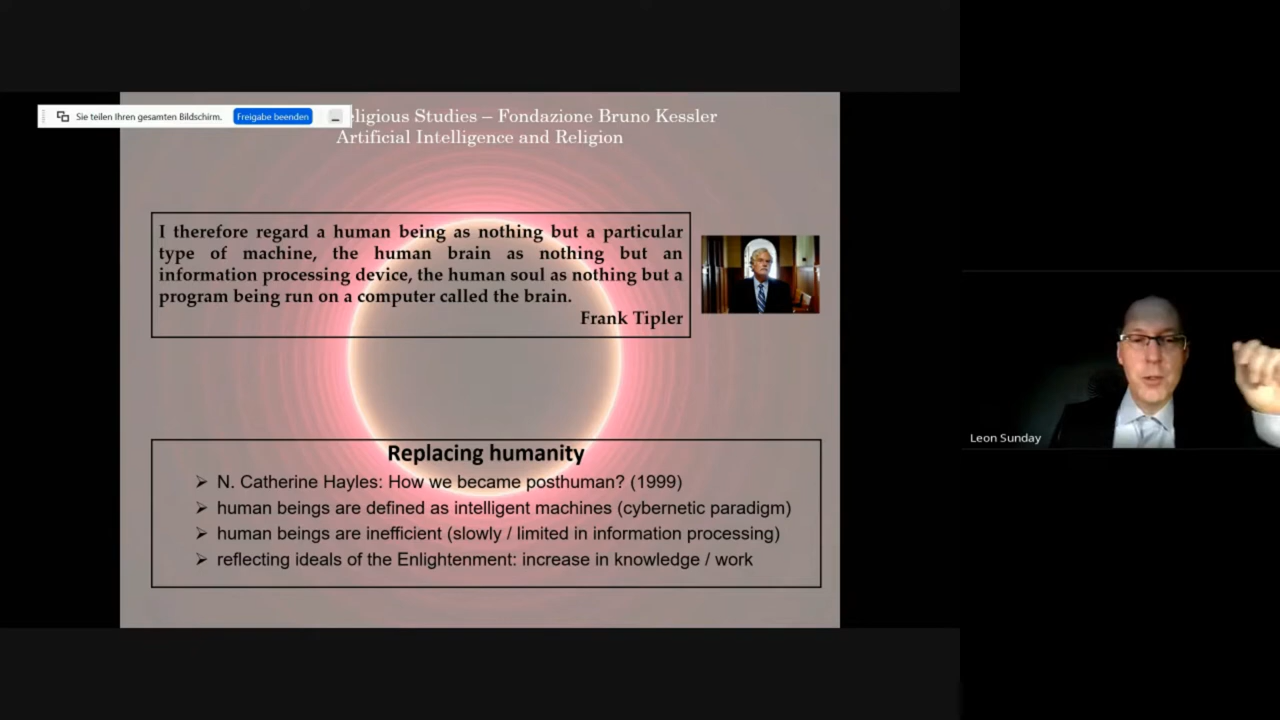 Sie teilen Ihren gesamten Bildschirm. Freigabe beenden
eligious Studies – Fondazione Bruno Kessler
Artificial Intelligence and Religion
I therefore regard a human being as nothing but a particular
type of machine, the human brain as nothing but an
information processing device, the human soul as nothing but a
program being run on a computer called the brain.
Frank Tipler
Replacing humanity
➢ N. Catherine Hayles: How we became posthuman? (1999)
➢ human beings are defined as intelligent machines (cybernetic paradigm)
➢ human beings are inefficient (slowly / limited in information processing)
➢ reflecting ideals of the Enlightenment: increase in knowledge / work
Leon Sunday